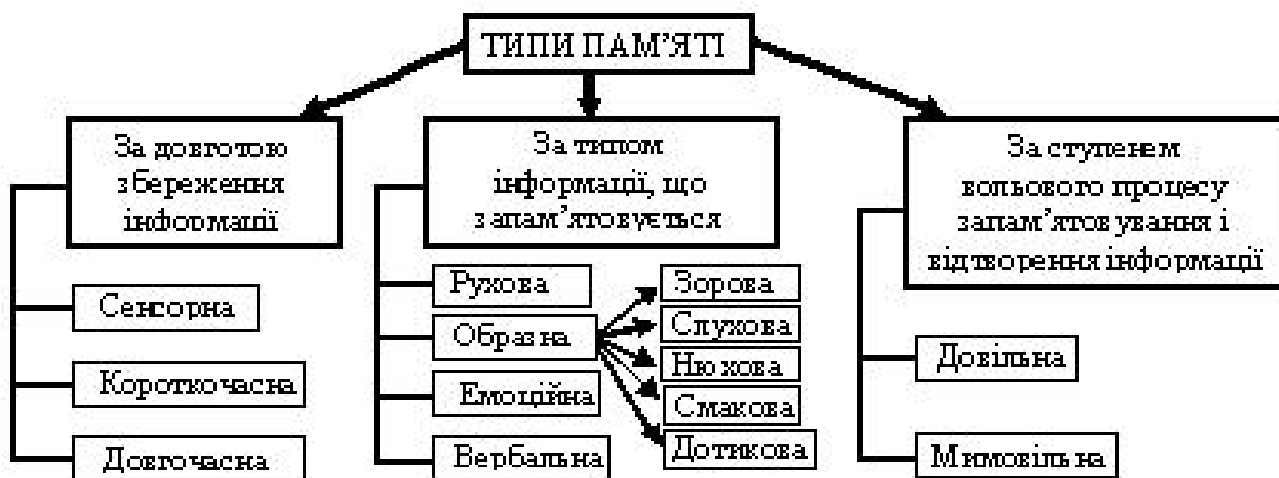 ТИПИ ПАМ’ЯТІ
За довготою
збереження
інформації
Сенсорна
Короткочасна
Довгочасна
За типом
інформації, що
запам’ятовується
Рухова
Образна
Емоційна
Вербальна
Зорова
Слухова
Нюхова
Смакова
Дотикова
За ступенем
вольового процесу
запам’ятовування і
відтворення інформації
Довільна
Мимовільна